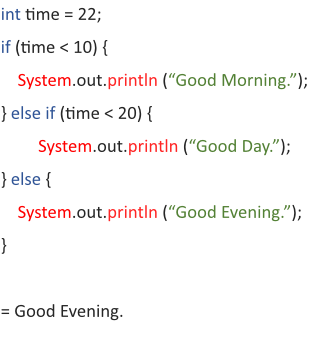 int time = 22;
if (time < 10) {
System.out.println (“Good Morning.”);
} else if (time < 20) {
System.out.println (“Good Day.”);
} else {
System.out.println (“Good Evening.”);
}
= Good Evening.